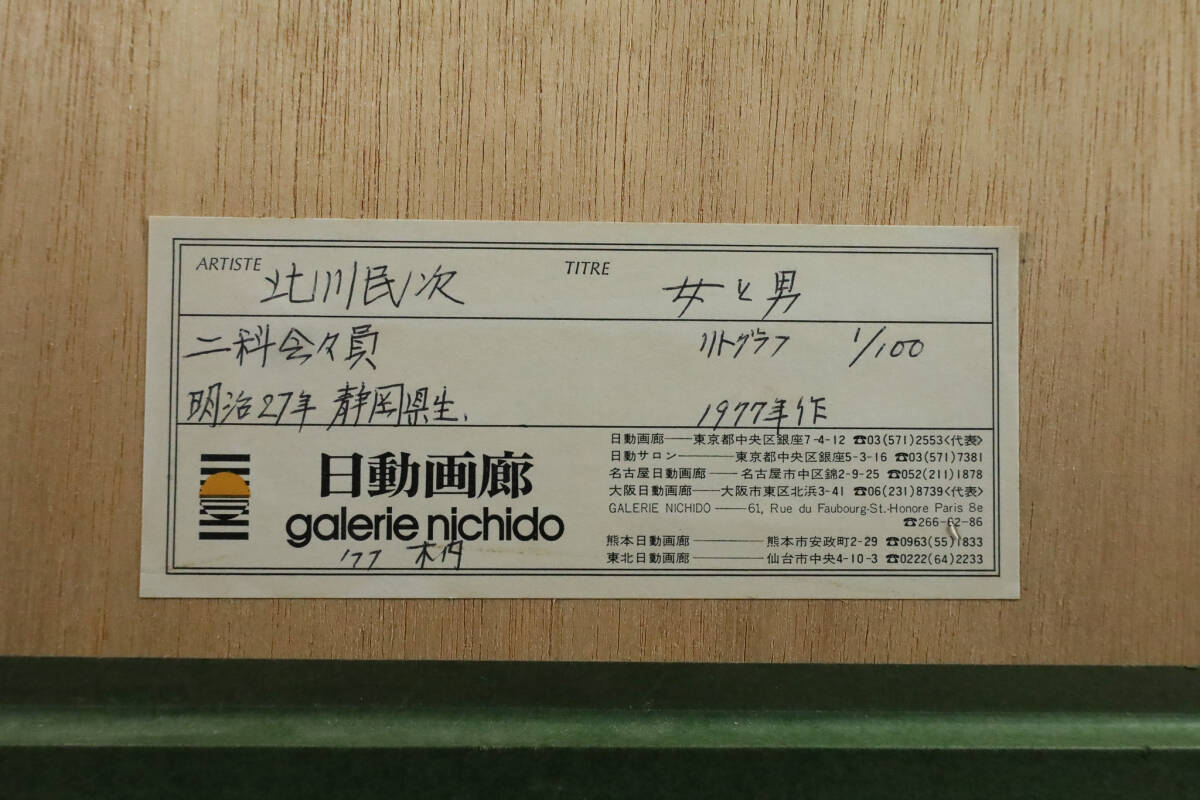 ARTISTE 北川民次 TITRE 女と男
二科会々員 リトグラフ 1/100
明治27年 静岡県生、 1977年作
日動画廊
galerie nichido
'77 木内
日動画廊——東京都中央区銀座7-4-12 ☎03(571)2553<代表>
日動サロン——東京都中央区銀座5-3-16 ☎03(571)7381
名古屋日動画廊——名古屋市中区錦2-9-25 ☎052(211)1878
大阪日動画廊——大阪市東区北浜3-41 ☎06(231)8739<代表>
GALERIE NICHIDO——61, Rue du Faubourg-St.-Honore Paris 8e
☎266-62-86
熊本日動画廊——熊本市安政町2-29 ☎0963(55)1833
東北日動画廊——仙台市中央4-10-3 ☎0222(64)2233